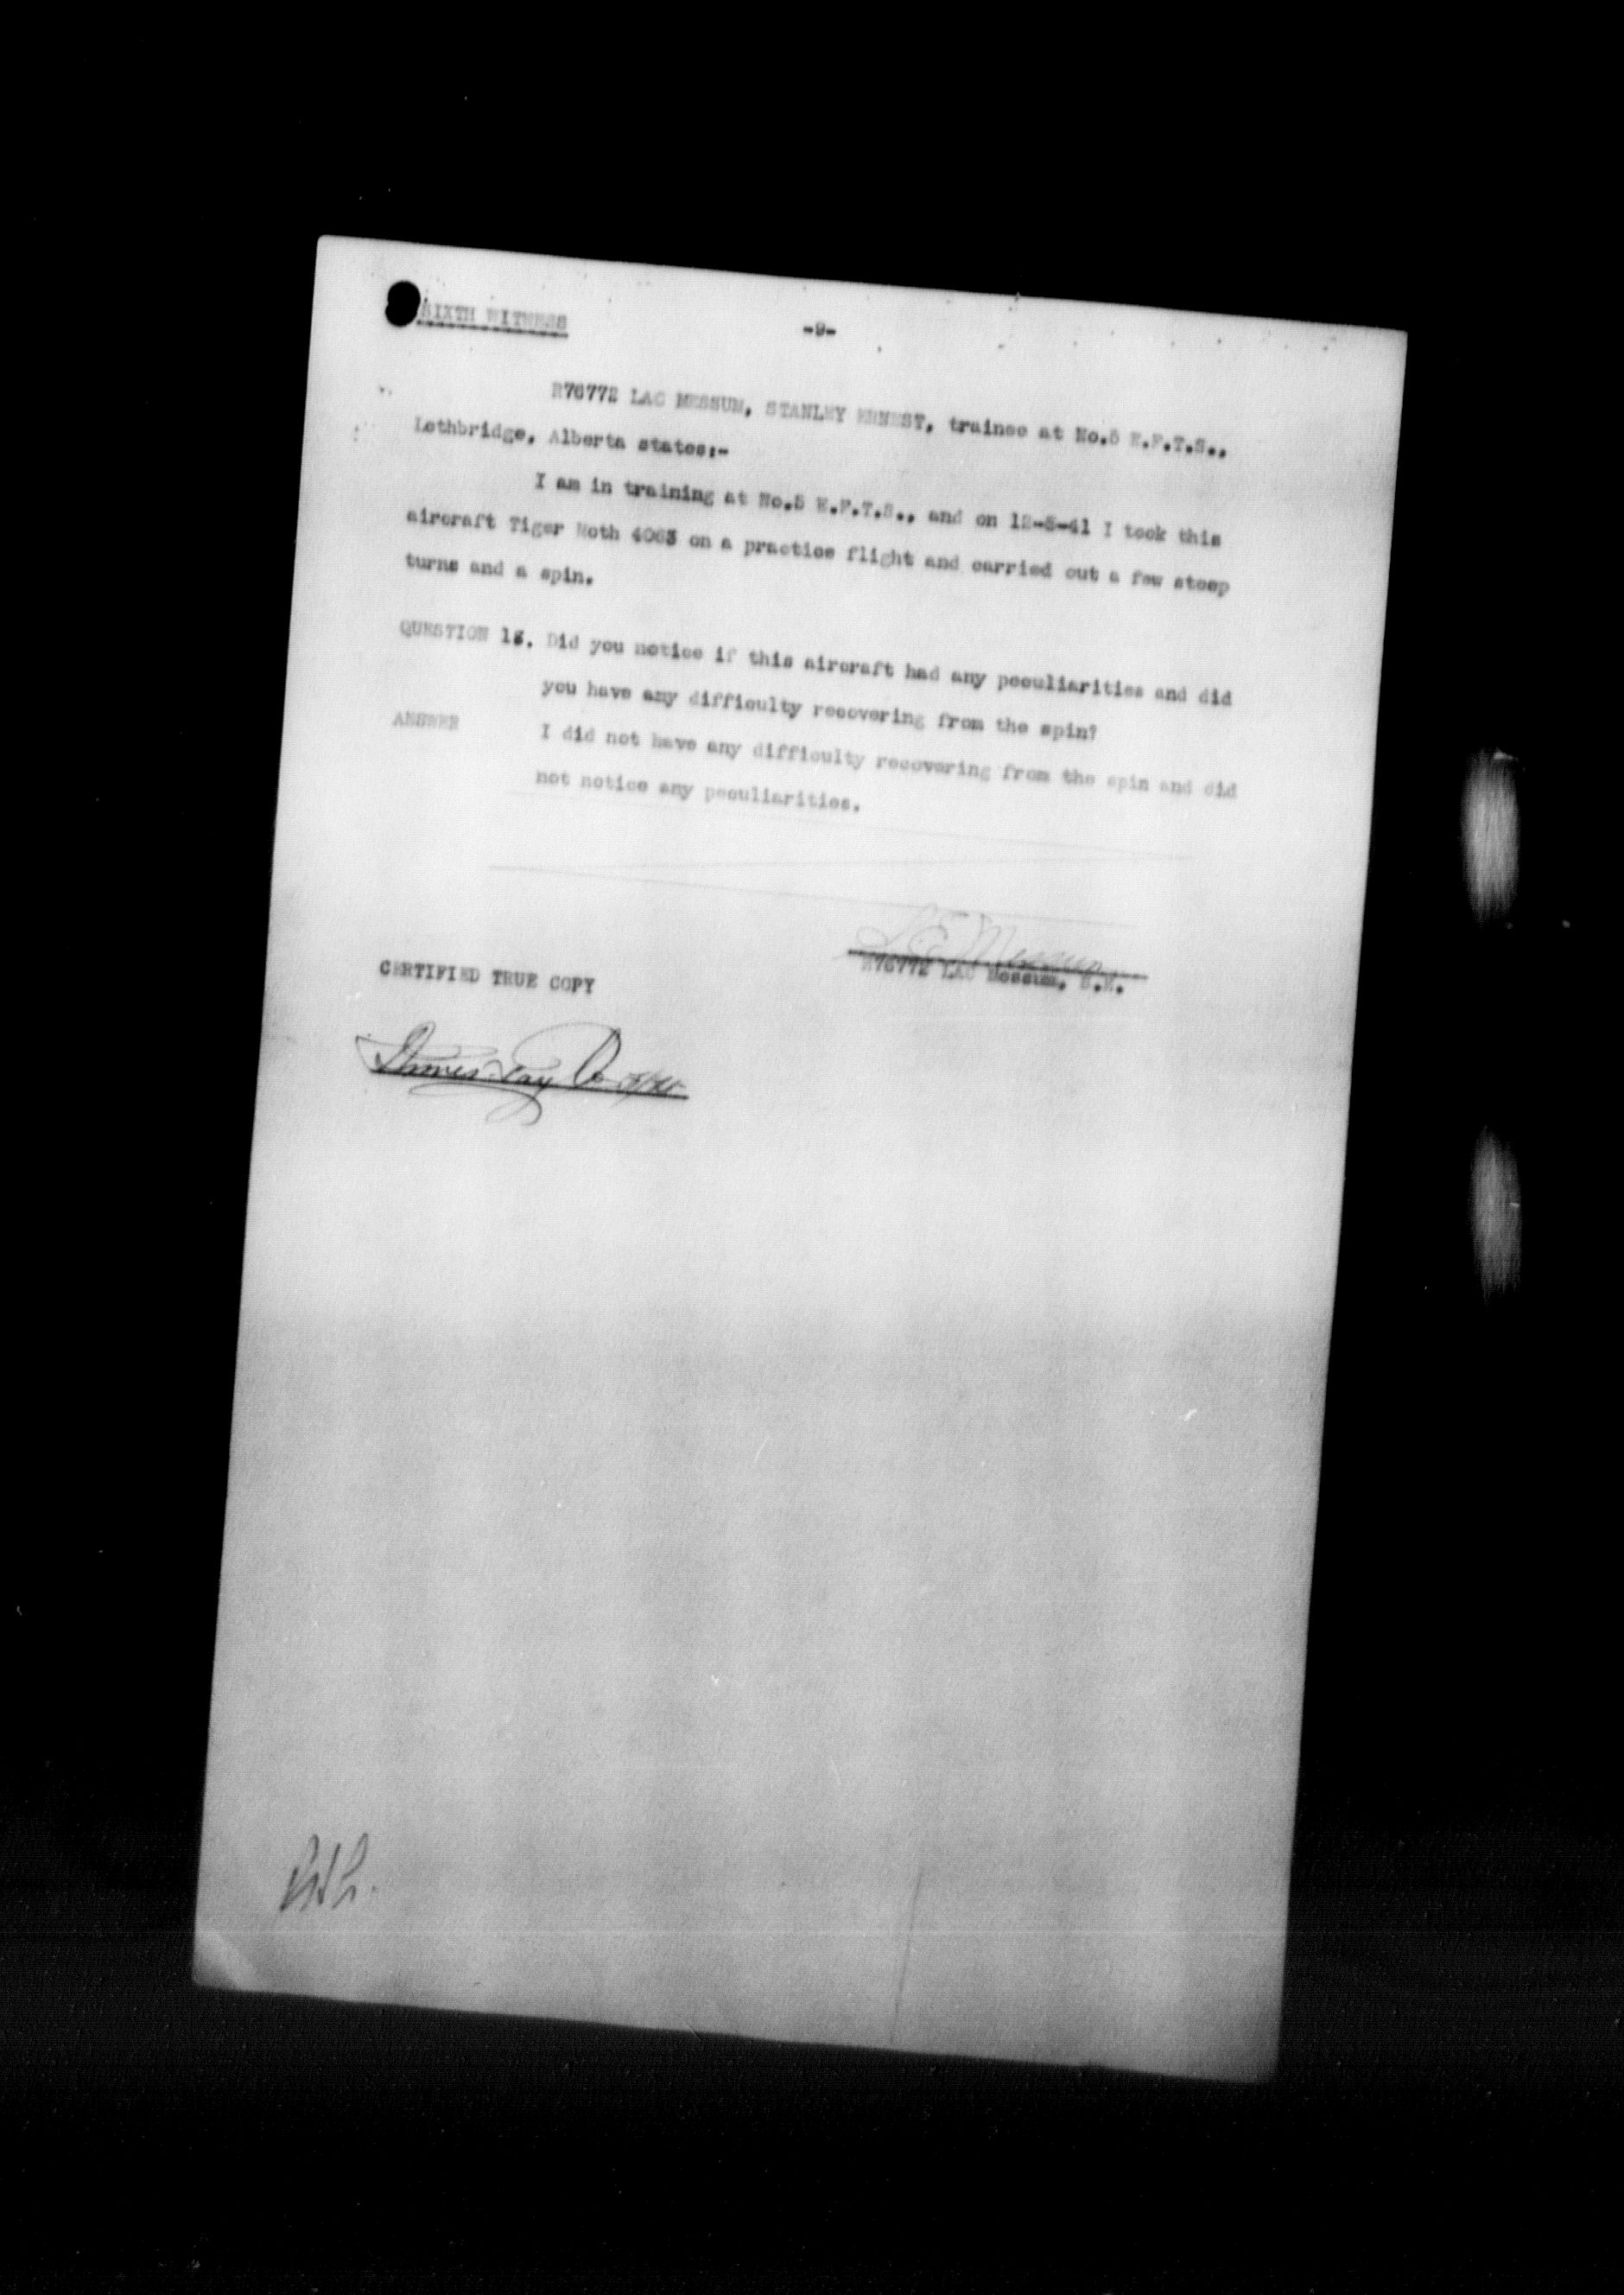 SIXTH WITNESS
-9-
R76772 LAC MESSUM, STANLEY ERNEST, trainee at No.5 E.F.T.S.,
Lethbridge, Alberta states:-
I am in training at No.5 E.F.T.S., and on 12-5-41 I took this
aircraft Tiger Moth 4063 on a practice flight and carried out a few steep
turns and a spin.
QUESTION 13. Did you notice if this aircraft had any peculiarities and did
you have any difficulty recovering from the spin?
ANSWER I did not have any difficulty recovering from the spin and did
not notice any peculiarities.
S E Messum
R76772 LAC Messum, S.E.
CERTIFIED TRUE COPY